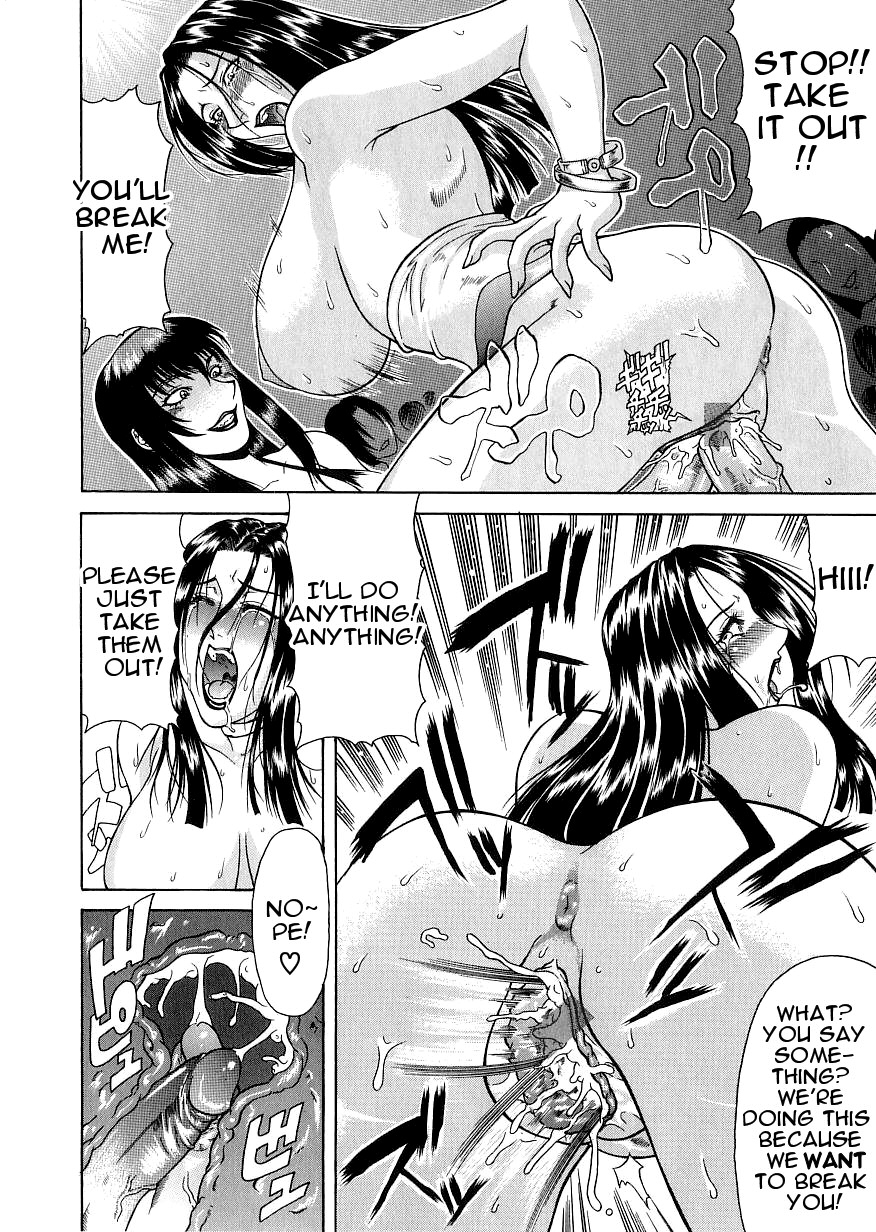 STOP!!
TAKE
IT OUT
!!
YOU'LL
BREAK
ME!
HIII!
I'LL DO
ANYTHING!
ANYTHING!
PLEASE
JUST
TAKE
THEM
OUT!
NO~
PE!
♡
WHAT?
YOU SAY
SOME-
THING?
WE'RE
DOING THIS
BECAUSE
WE WANT
TO BREAK
YOU!